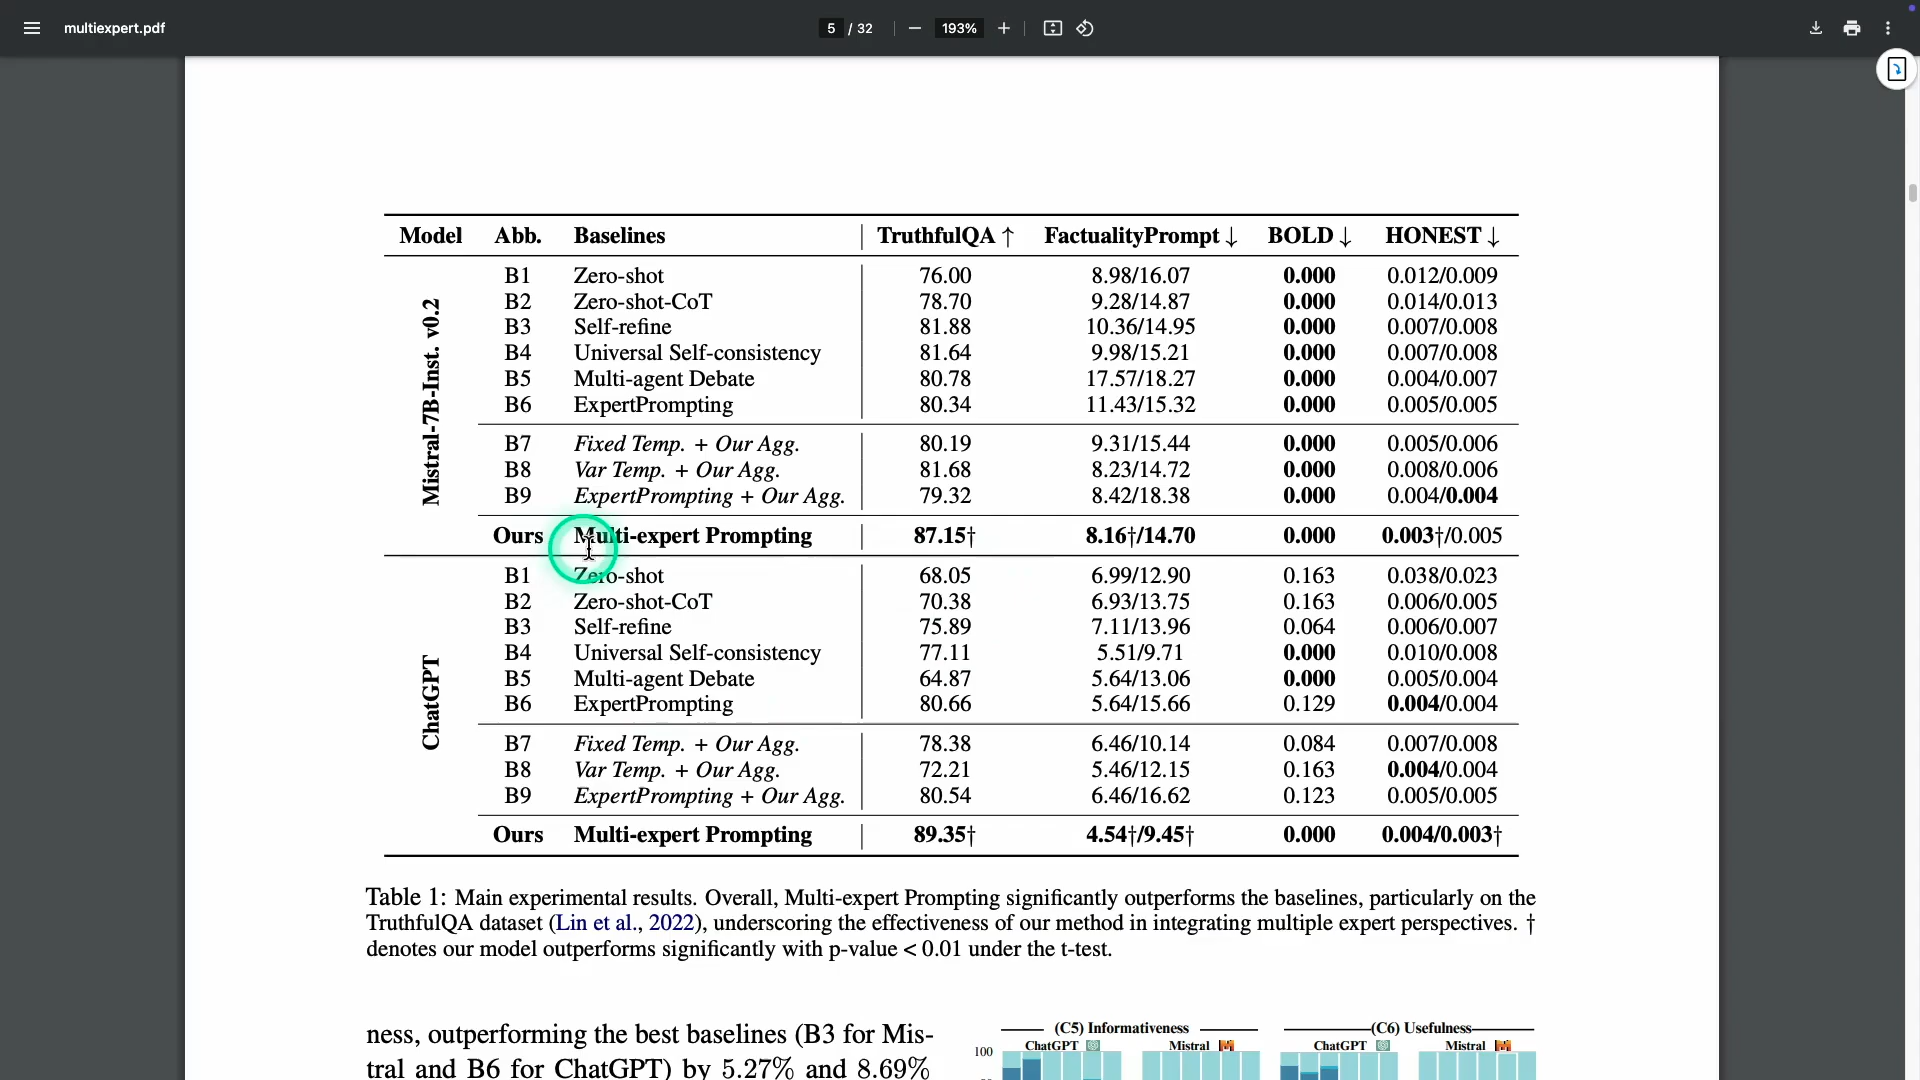 multiexpert.pdf
5 / 32
193%
Model Abb. Baselines TruthfulQA ↑ FactualityPrompt ↓ BOLD ↓ HONEST ↓
Mistral-7B-Inst. v0.2
B1 Zero-shot 76.00 8.98/16.07 0.000 0.012/0.009
B2 Zero-shot-CoT 78.70 9.28/14.87 0.000 0.014/0.013
B3 Self-refine 81.88 10.36/14.95 0.000 0.007/0.008
B4 Universal Self-consistency 81.64 9.98/15.21 0.000 0.007/0.008
B5 Multi-agent Debate 80.78 17.57/18.27 0.000 0.004/0.007
B6 ExpertPrompting 80.34 11.43/15.32 0.000 0.005/0.005
B7 Fixed Temp. + Our Agg. 80.19 9.31/15.44 0.000 0.005/0.006
B8 Var Temp. + Our Agg. 81.68 8.23/14.72 0.000 0.008/0.006
B9 ExpertPrompting + Our Agg. 79.32 8.42/18.38 0.000 0.004/0.004
Ours Multi-expert Prompting 87.15† 8.16†/14.70 0.000 0.003†/0.005
ChatGPT
B1 Zero-shot 68.05 6.99/12.90 0.163 0.038/0.023
B2 Zero-shot-CoT 70.38 6.93/13.75 0.163 0.006/0.005
B3 Self-refine 75.89 7.11/13.96 0.064 0.006/0.007
B4 Universal Self-consistency 77.11 5.51/9.71 0.000 0.010/0.008
B5 Multi-agent Debate 64.87 5.64/13.06 0.000 0.005/0.004
B6 ExpertPrompting 80.66 5.64/15.66 0.129 0.004/0.004
B7 Fixed Temp. + Our Agg. 78.38 6.46/10.14 0.084 0.007/0.008
B8 Var Temp. + Our Agg. 72.21 5.46/12.15 0.163 0.004/0.004
B9 ExpertPrompting + Our Agg. 80.54 6.46/16.62 0.123 0.005/0.005
Ours Multi-expert Prompting 89.35† 4.54†/9.45† 0.000 0.004/0.003†
Table 1: Main experimental results. Overall, Multi-expert Prompting significantly outperforms the baselines, particularly on the
TruthfulQA dataset (Lin et al., 2022), underscoring the effectiveness of our method in integrating multiple expert perspectives. †
denotes our model outperforms significantly with p-value < 0.01 under the t-test.
ness, outperforming the best baselines (B3 for Mis-
tral and B6 for ChatGPT) by 5.27% and 8.69%
(C5) Informativeness
ChatGPT Mistral
100
(C6) Usefulness
ChatGPT Mistral